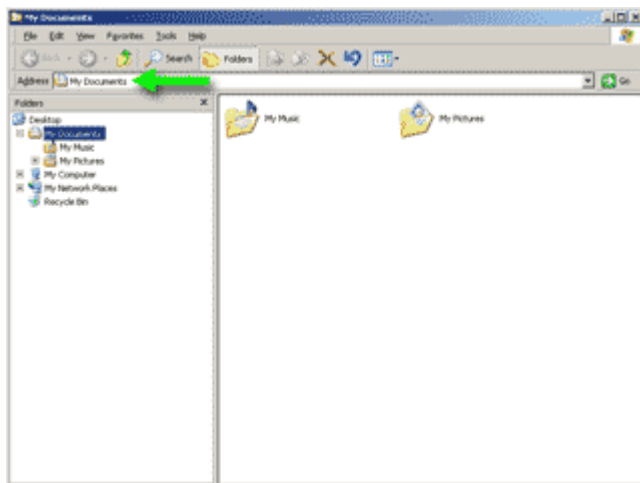 My Documents
File Edit View Favorites Tools Help
Back Search Folders
Address My Documents Go
Folders
Desktop
My Documents
My Music
My Pictures
My Computer
My Network Places
Recycle Bin
My Music My Pictures